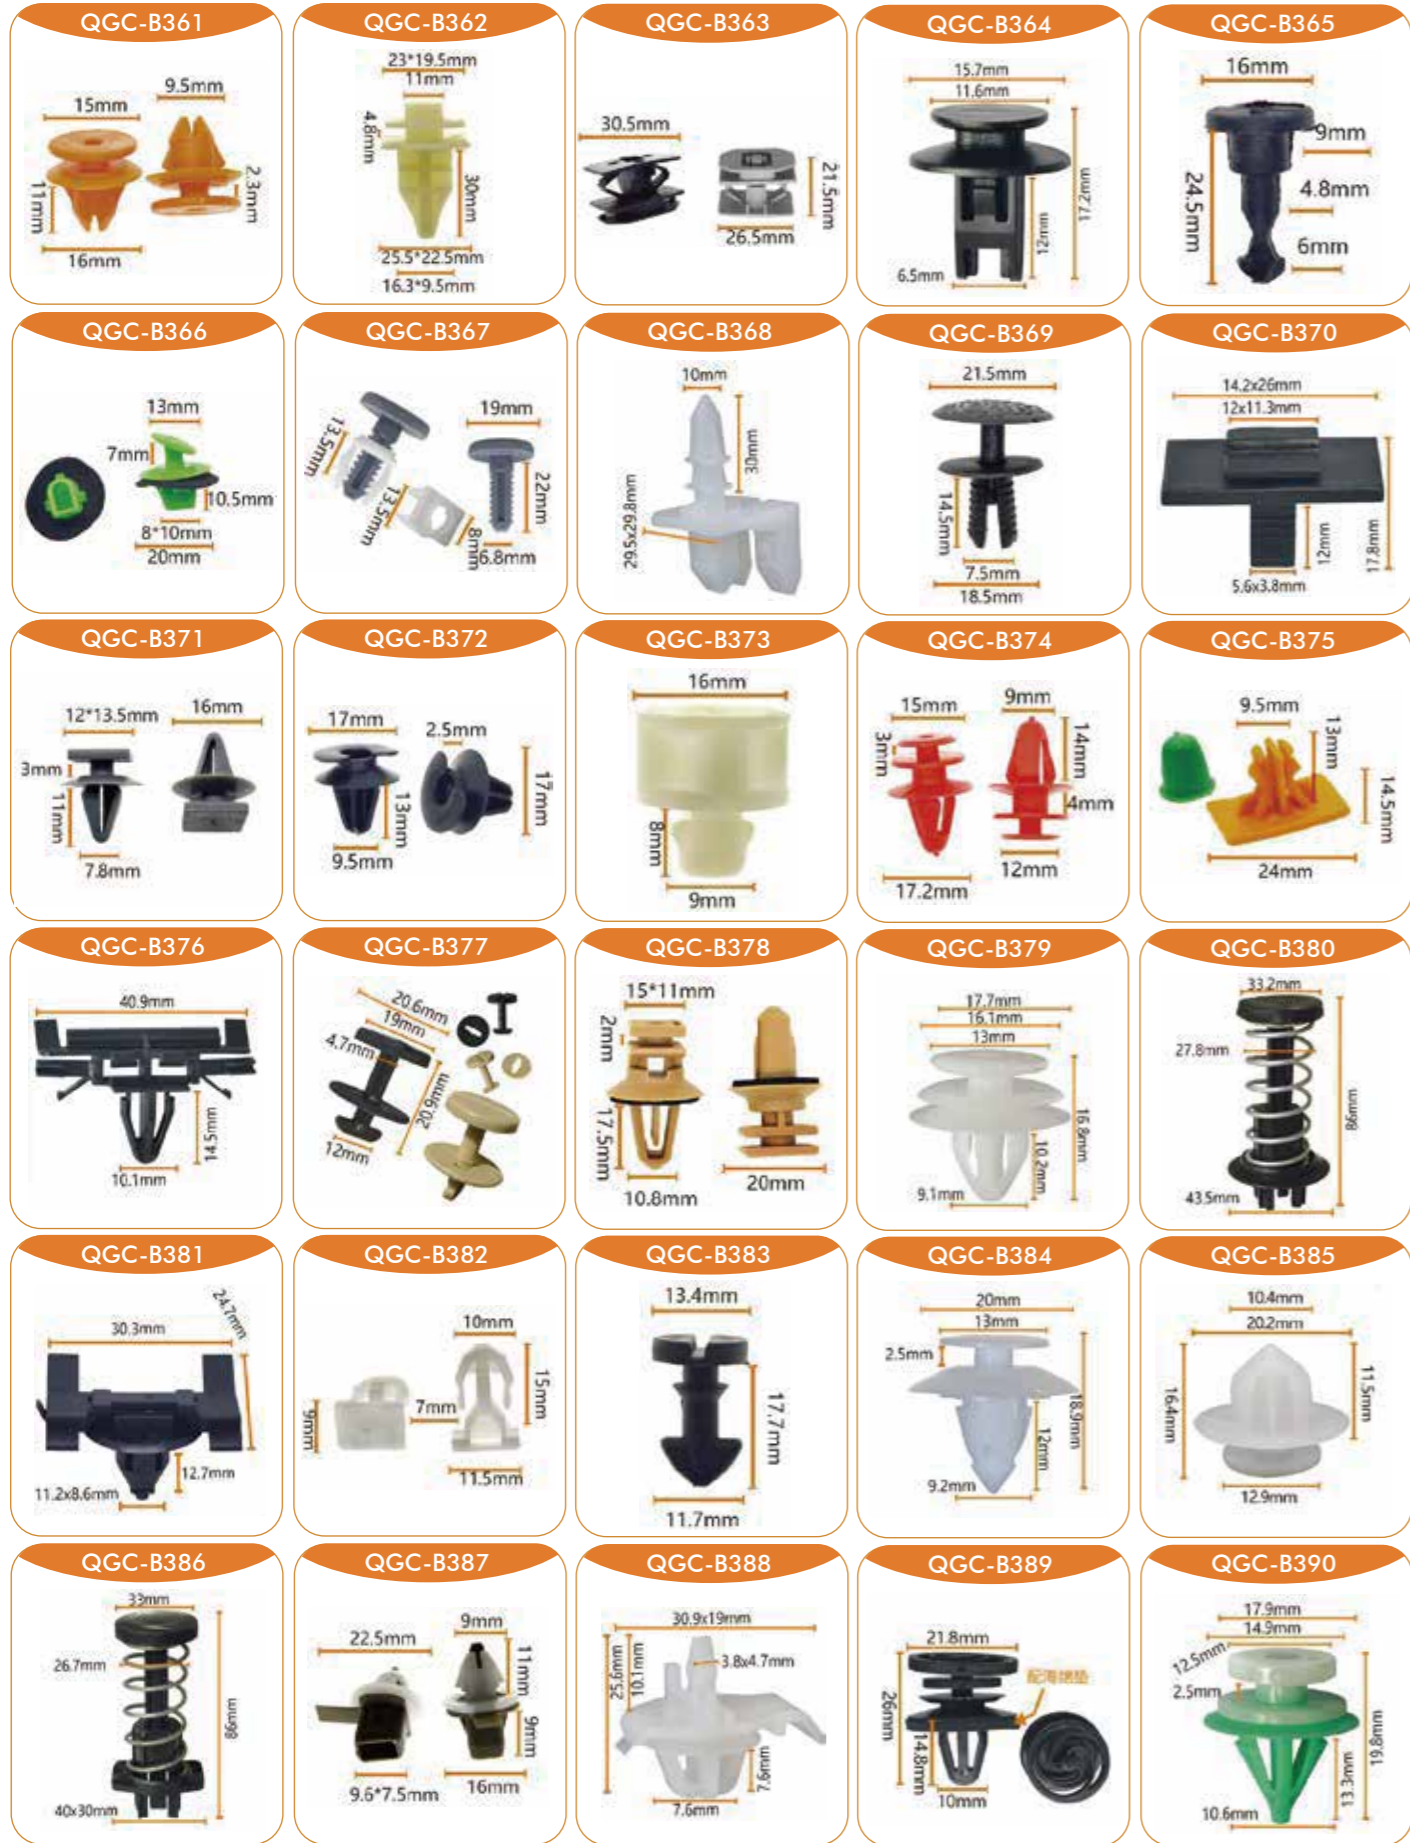 QGC-B361
9.5mm
15mm
11mm
2.3mm
16mm
QGC-B362
23*19.5mm
11mm
4.8mm
30mm
25.5*22.5mm
16.3*9.5mm
QGC-B363
30.5mm
21.5mm
26.5mm
QGC-B364
15.7mm
11.6mm
17.2mm
12mm
6.5mm
QGC-B365
16mm
9mm
24.5mm
4.8mm
6mm
QGC-B366
13mm
7mm
10.5mm
8*10mm
20mm
QGC-B367
19mm
13.5mm
13.5mm
22mm
8mm
6.8mm
QGC-B368
10mm
30mm
29.5x29.8mm
QGC-B369
21.5mm
14.5mm
7.5mm
18.5mm
QGC-B370
14.2x26mm
12x11.3mm
12mm
17.8mm
5.6x3.8mm
QGC-B371
12*13.5mm
16mm
3mm
11mm
7.8mm
QGC-B372
17mm
2.5mm
13mm
17mm
9.5mm
QGC-B373
16mm
8mm
9mm
QGC-B374
15mm
9mm
3mm
14mm
4mm
12mm
17.2mm
QGC-B375
9.5mm
13mm
14.5mm
24mm
QGC-B376
40.9mm
14.5mm
10.1mm
QGC-B377
20.6mm
19mm
4.7mm
20.9mm
12mm
QGC-B378
15*11mm
2mm
17.5mm
10.8mm
20mm
QGC-B379
17.7mm
16.1mm
13mm
16.8mm
10.2mm
9.1mm
QGC-B380
33.2mm
27.8mm
86mm
43.5mm
QGC-B381
24.7mm
30.3mm
12.7mm
11.2x8.6mm
QGC-B382
10mm
15mm
9mm
7mm
11.5mm
QGC-B383
13.4mm
17.7mm
11.7mm
QGC-B384
20mm
13mm
2.5mm
18.9mm
12mm
9.2mm
QGC-B385
10.4mm
20.2mm
16.4mm
11.5mm
12.9mm
QGC-B386
33mm
26.7mm
86mm
40x30mm
QGC-B387
9mm
22.5mm
11mm
9mm
9.6*7.5mm
16mm
QGC-B388
30.9x19mm
25.6mm
10.1mm
3.8x4.7mm
7.6mm
7.6mm
QGC-B389
21.8mm
配海绵垫
26mm
14.8mm
10mm
QGC-B390
17.9mm
14.9mm
12.5mm
2.5mm
19.8mm
13.3mm
10.6mm